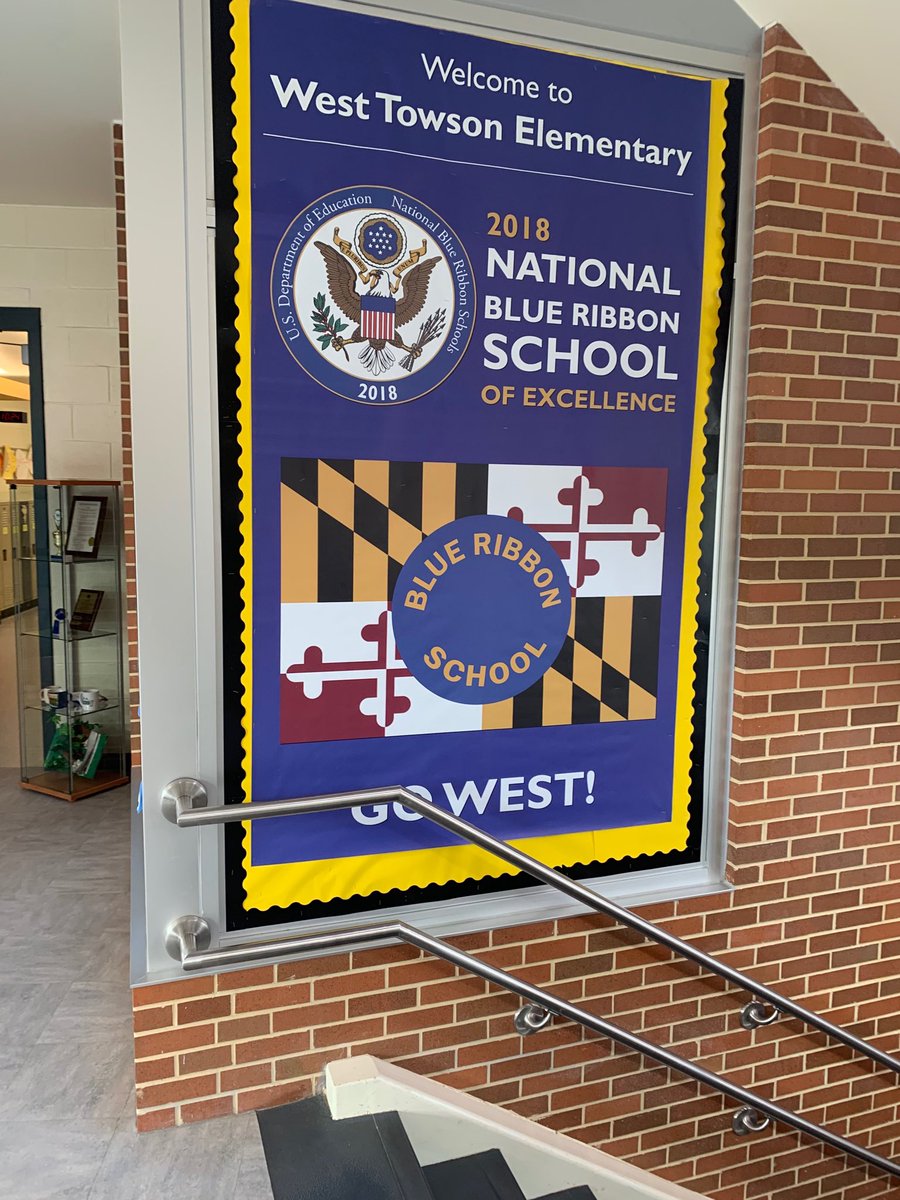 Welcome to
West Towson Elementary
U.S. Department of Education National Blue Ribbon Schools
2018
2018
NATIONAL
BLUE RIBBON
SCHOOL
OF EXCELLENCE
BLUE RIBBON
SCHOOL
GO WEST!